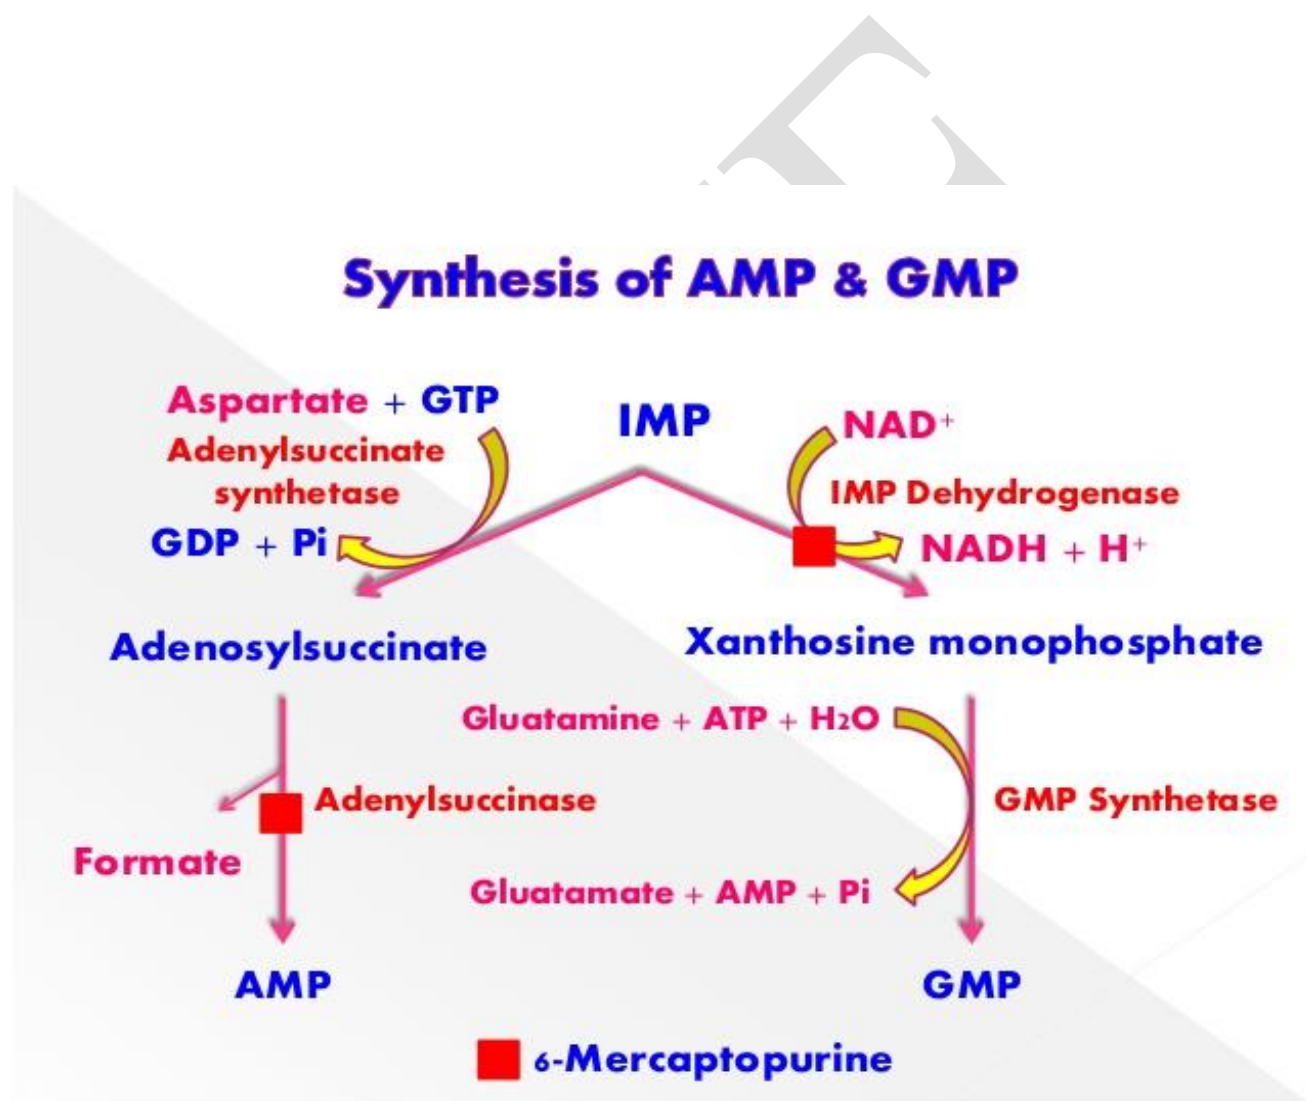 Synthesis of AMP & GMP
Aspartate + GTP
IMP
NAD⁺
Adenylsuccinate
synthetase
IMP Dehydrogenase
GDP + Pi
NADH + H⁺
Adenosylsuccinate
Xanthosine monophosphate
Gluatamine + ATP + H₂O
Adenylsuccinase
GMP Synthetase
Formate
Gluatamate + AMP + Pi
AMP
GMP
6-Mercaptopurine